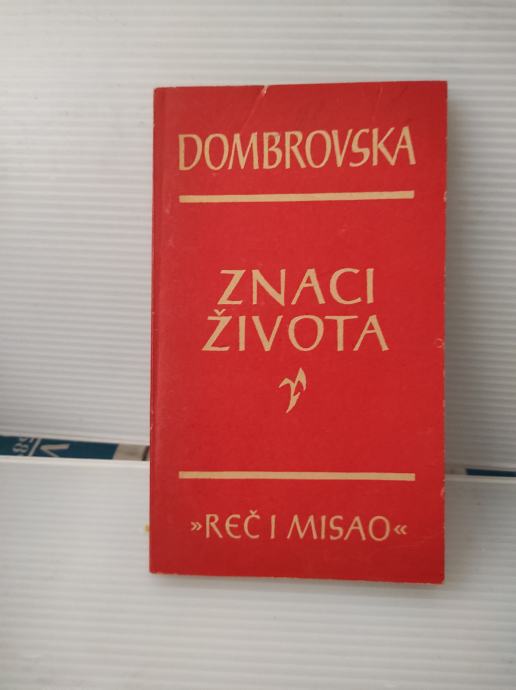 DOMBROVSKA
ZNACI
ŽIVOTA
»REČ I MISAO«